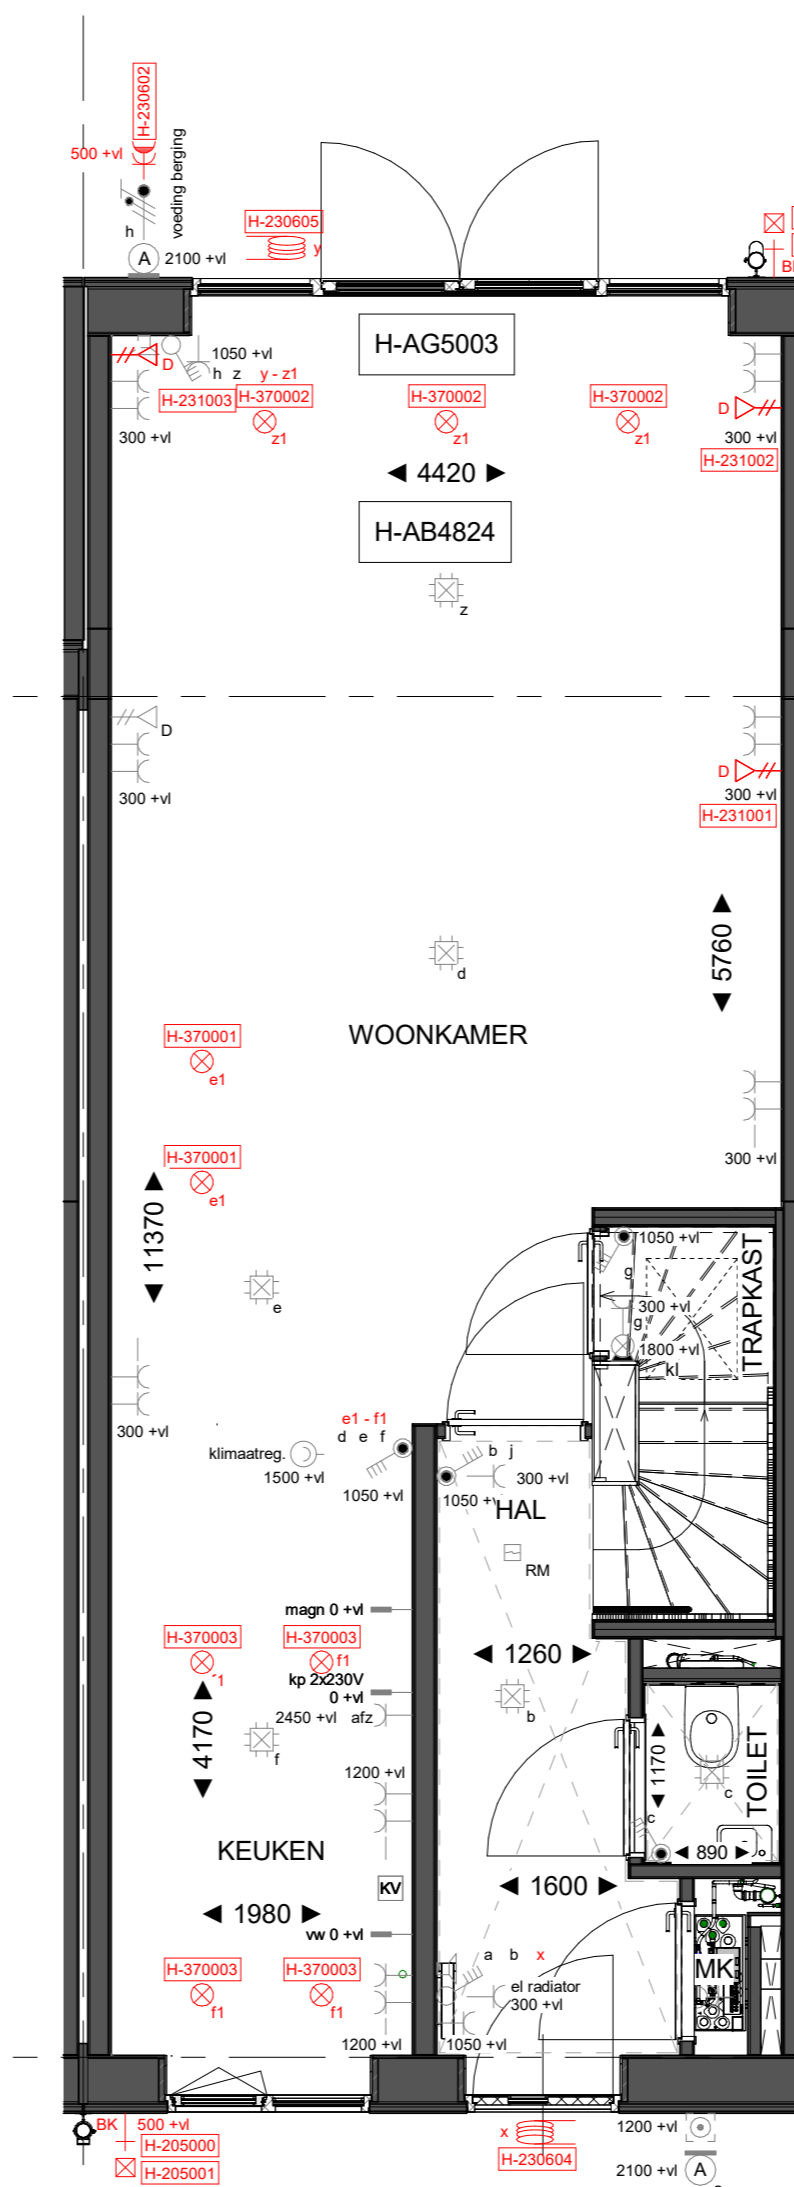 H-230602
500 +vl
voeding berging
h
A 2100 +vl
H-230605
y
H-AG5003
D
1050 +vl
h z y - z1
H-231003
H-370002
H-370002
H-370002
z1
z1
z1
300 +vl
D
300 +vl
H-231002
4420
H-AB4824
z
D
300 +vl
D
300 +vl
H-231001
5760
d
WOONKAMER
H-370001
e1
300 +vl
H-370001
e1
11370
1050 +vl
g
300 +vl
g
1800 +vl
kl
TRAPKAST
e
300 +vl
e1 - f1
d e f
klimaatreg.
1500 +vl
1050 +vl
b j
300 +vl
1050 +v
HAL
RM
magn 0 +vl
H-370003
H-370003
f1
1260
kp 2x230V
0 +vl
2450 +vl afz
4170
f
b
1170
c
TOILET
1200 +vl
c
890
KEUKEN
KV
1600
1980
vw 0 +vl
a b x
MK
H-370003
H-370003
f1
f1
el radiator
300 +vl
1200 +vl
1050 +vl
BK 500 +vl
H-205000
H-205001
x
H-230604
1200 +vl
2100 +vl A